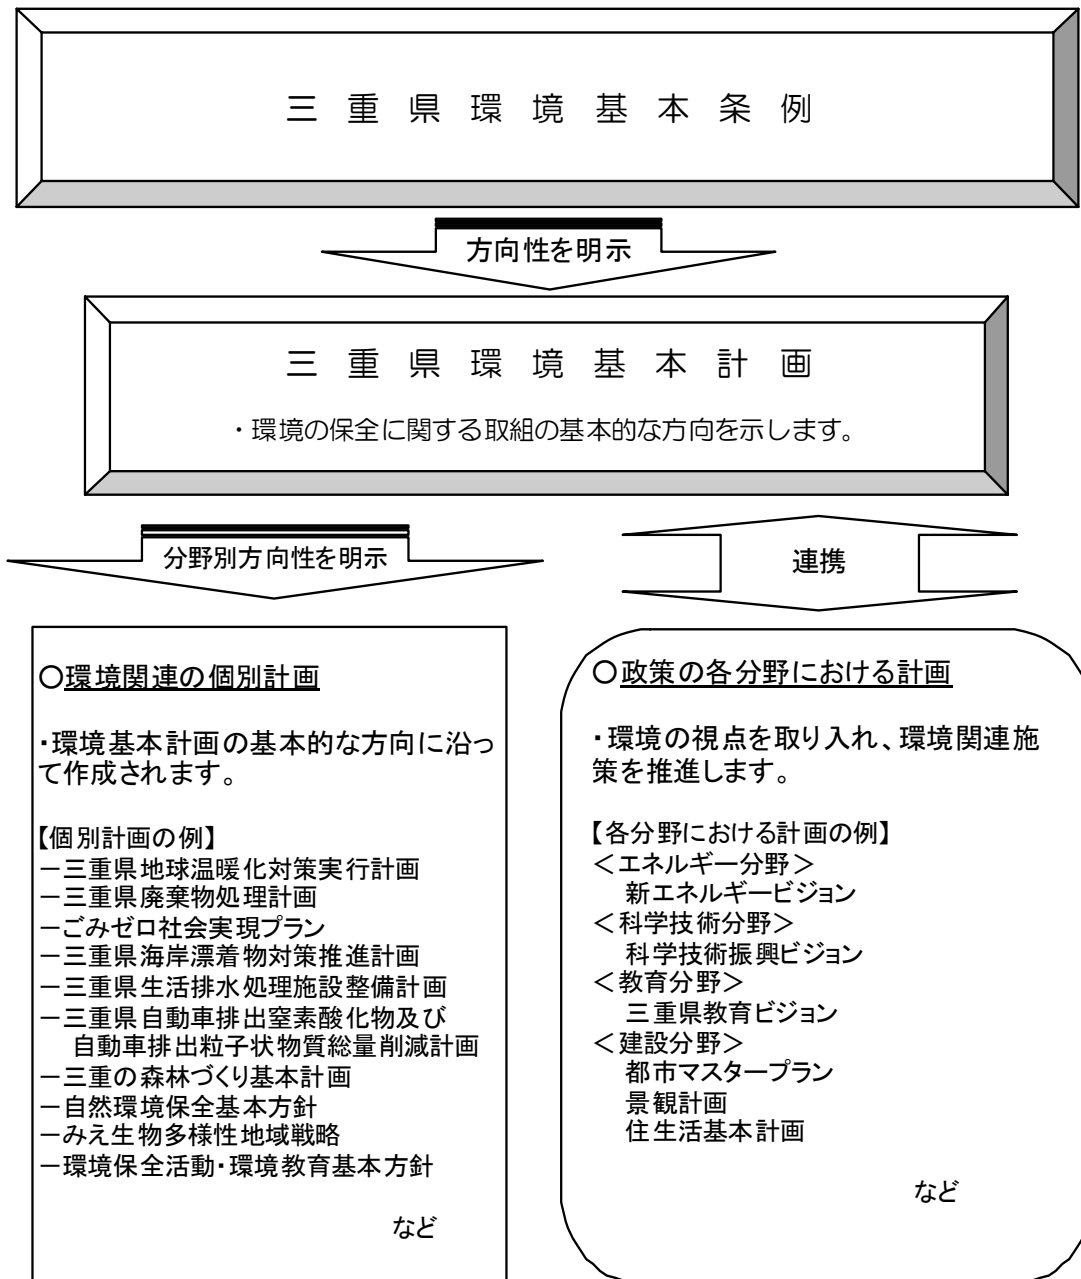 三重県環境基本条例
方向性を明示
三重県環境基本計画
・環境の保全に関する取組の基本的な方向を示します。
分野別方向性を明示
連携
○環境関連の個別計画
・環境基本計画の基本的な方向に沿っ
て作成されます。
【個別計画の例】
－三重県地球温暖化対策実行計画
－三重県廃棄物処理計画
－ごみゼロ社会実現プラン
－三重県海岸漂着物対策推進計画
－三重県生活排水処理施設整備計画
－三重県自動車排出窒素酸化物及び
自動車排出粒子状物質総量削減計画
－三重の森林づくり基本計画
－自然環境保全基本方針
－みえ生物多様性地域戦略
－環境保全活動・環境教育基本方針
など
○政策の各分野における計画
・環境の視点を取り入れ、環境関連施
策を推進します。
【各分野における計画の例】
＜エネルギー分野＞
新エネルギービジョン
＜科学技術分野＞
科学技術振興ビジョン
＜教育分野＞
三重県教育ビジョン
＜建設分野＞
都市マスタープラン
景観計画
住生活基本計画
など